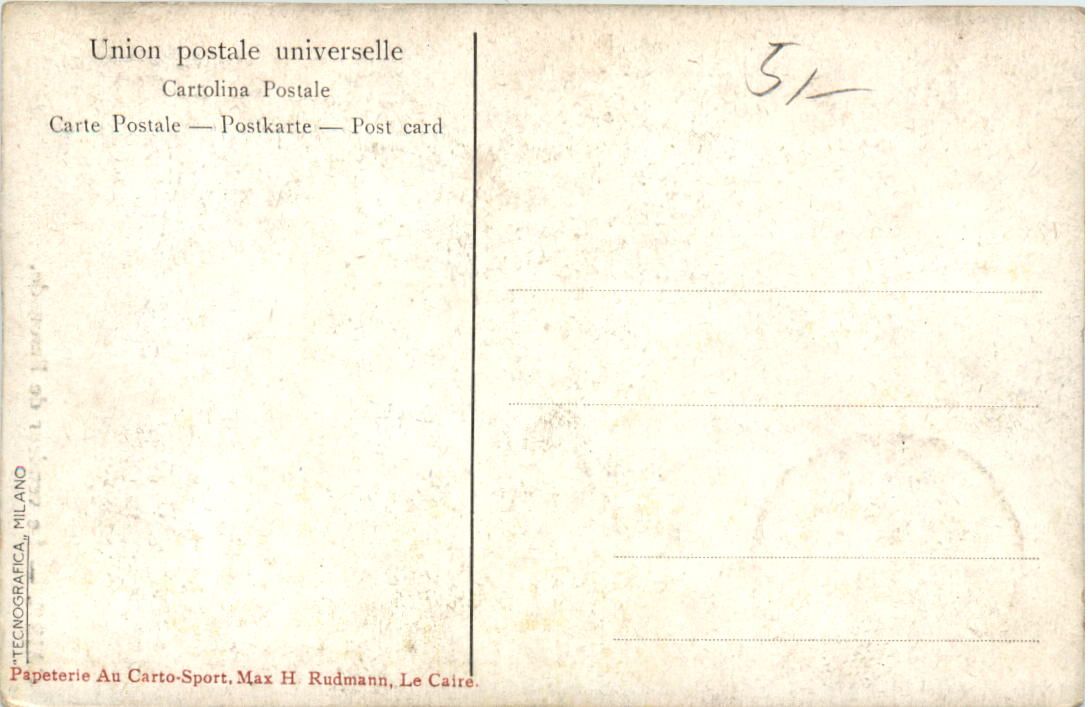 Union postale universelle
Cartolina Postale
Carte Postale — Postkarte — Post card
5/-
"TECNOGRAFICA„ MILANO
Papeterie Au Carto-Sport, Max H. Rudmann, Le Caire.